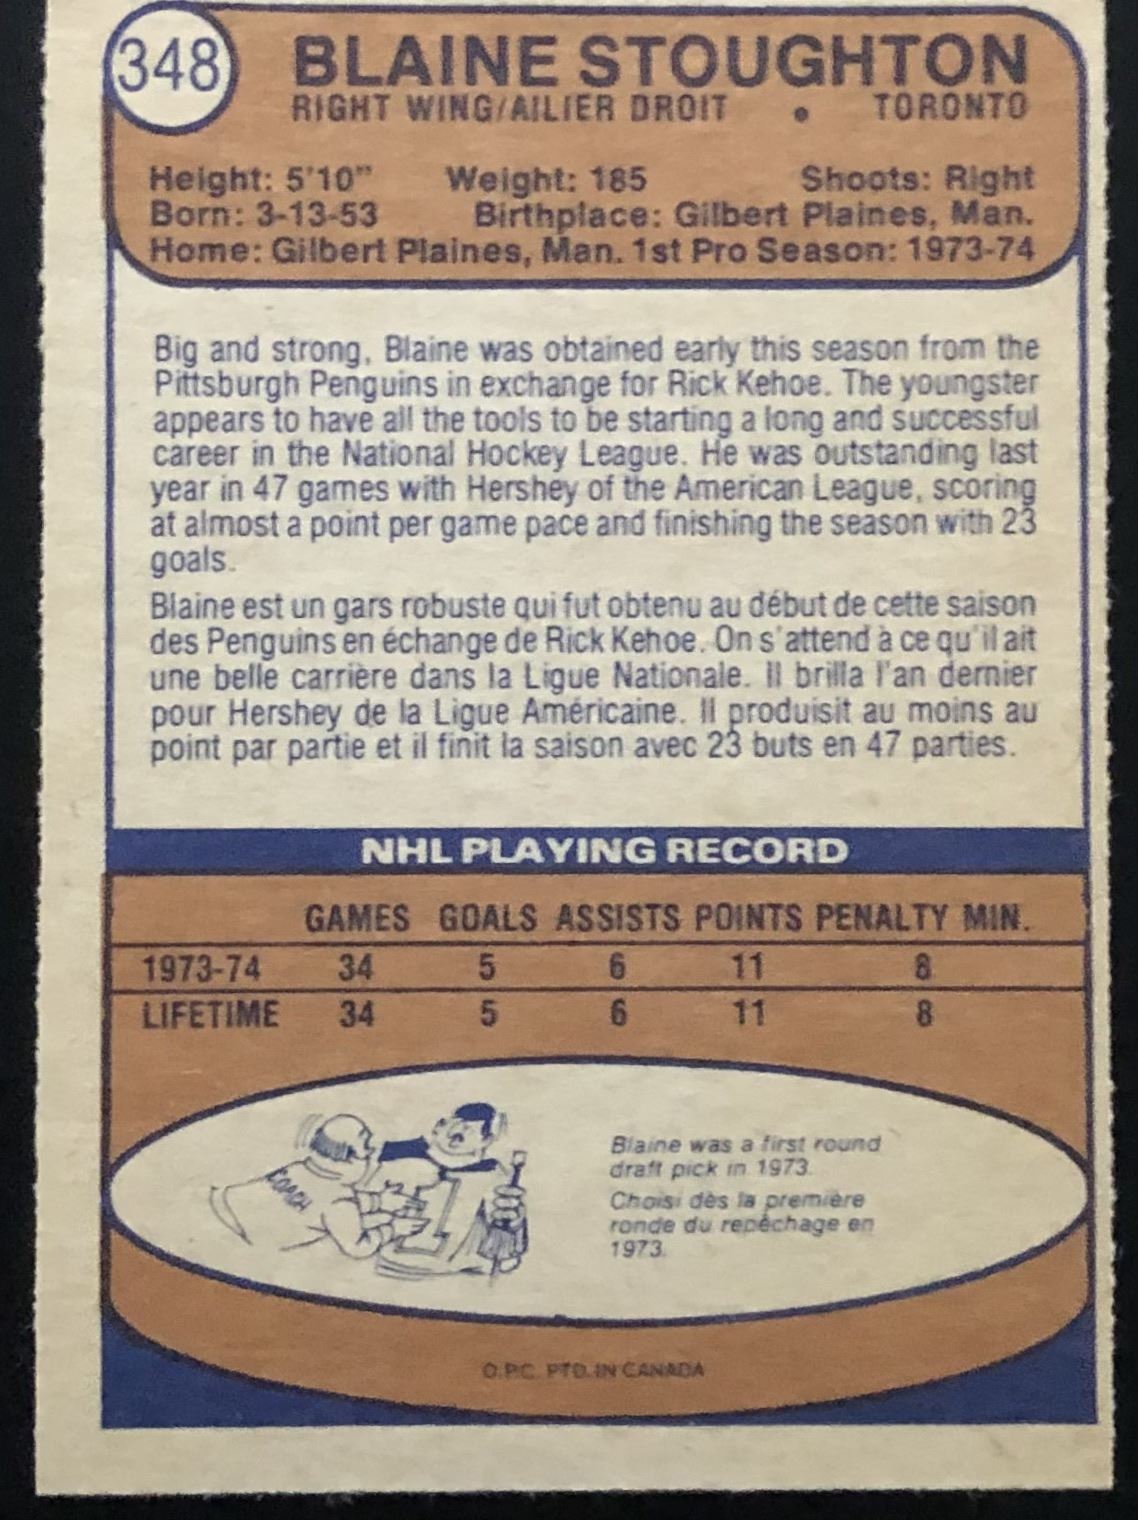 348
BLAINE STOUGHTON
RIGHT WING/AILIER DROIT • TORONTO
Height: 5'10" Weight: 185 Shoots: Right
Born: 3-13-53 Birthplace: Gilbert Plaines, Man.
Home: Gilbert Plaines, Man. 1st Pro Season: 1973-74
Big and strong, Blaine was obtained early this season from the
Pittsburgh Penguins in exchange for Rick Kehoe. The youngster
appears to have all the tools to be starting a long and successful
career in the National Hockey League. He was outstanding last
year in 47 games with Hershey of the American League, scoring
at almost a point per game pace and finishing the season with 23
goals.
Blaine est un gars robuste qui fut obtenu au début de cette saison
des Penguins en échange de Rick Kehoe. On s'attend à ce qu'il ait
une belle carrière dans la Ligue Nationale. Il brilla l'an dernier
pour Hershey de la Ligue Américaine. Il produisit au moins au
point par partie et il finit la saison avec 23 buts en 47 parties.
NHL PLAYING RECORD
GAMES GOALS ASSISTS POINTS PENALTY MIN.
1973-74 34 5 6 11 8
LIFETIME 34 5 6 11 8
COACH
1
Blaine was a first round
draft pick in 1973.
Choisi dès la première
ronde du repêchage en
1973.
O.P.C. PTD. IN CANADA